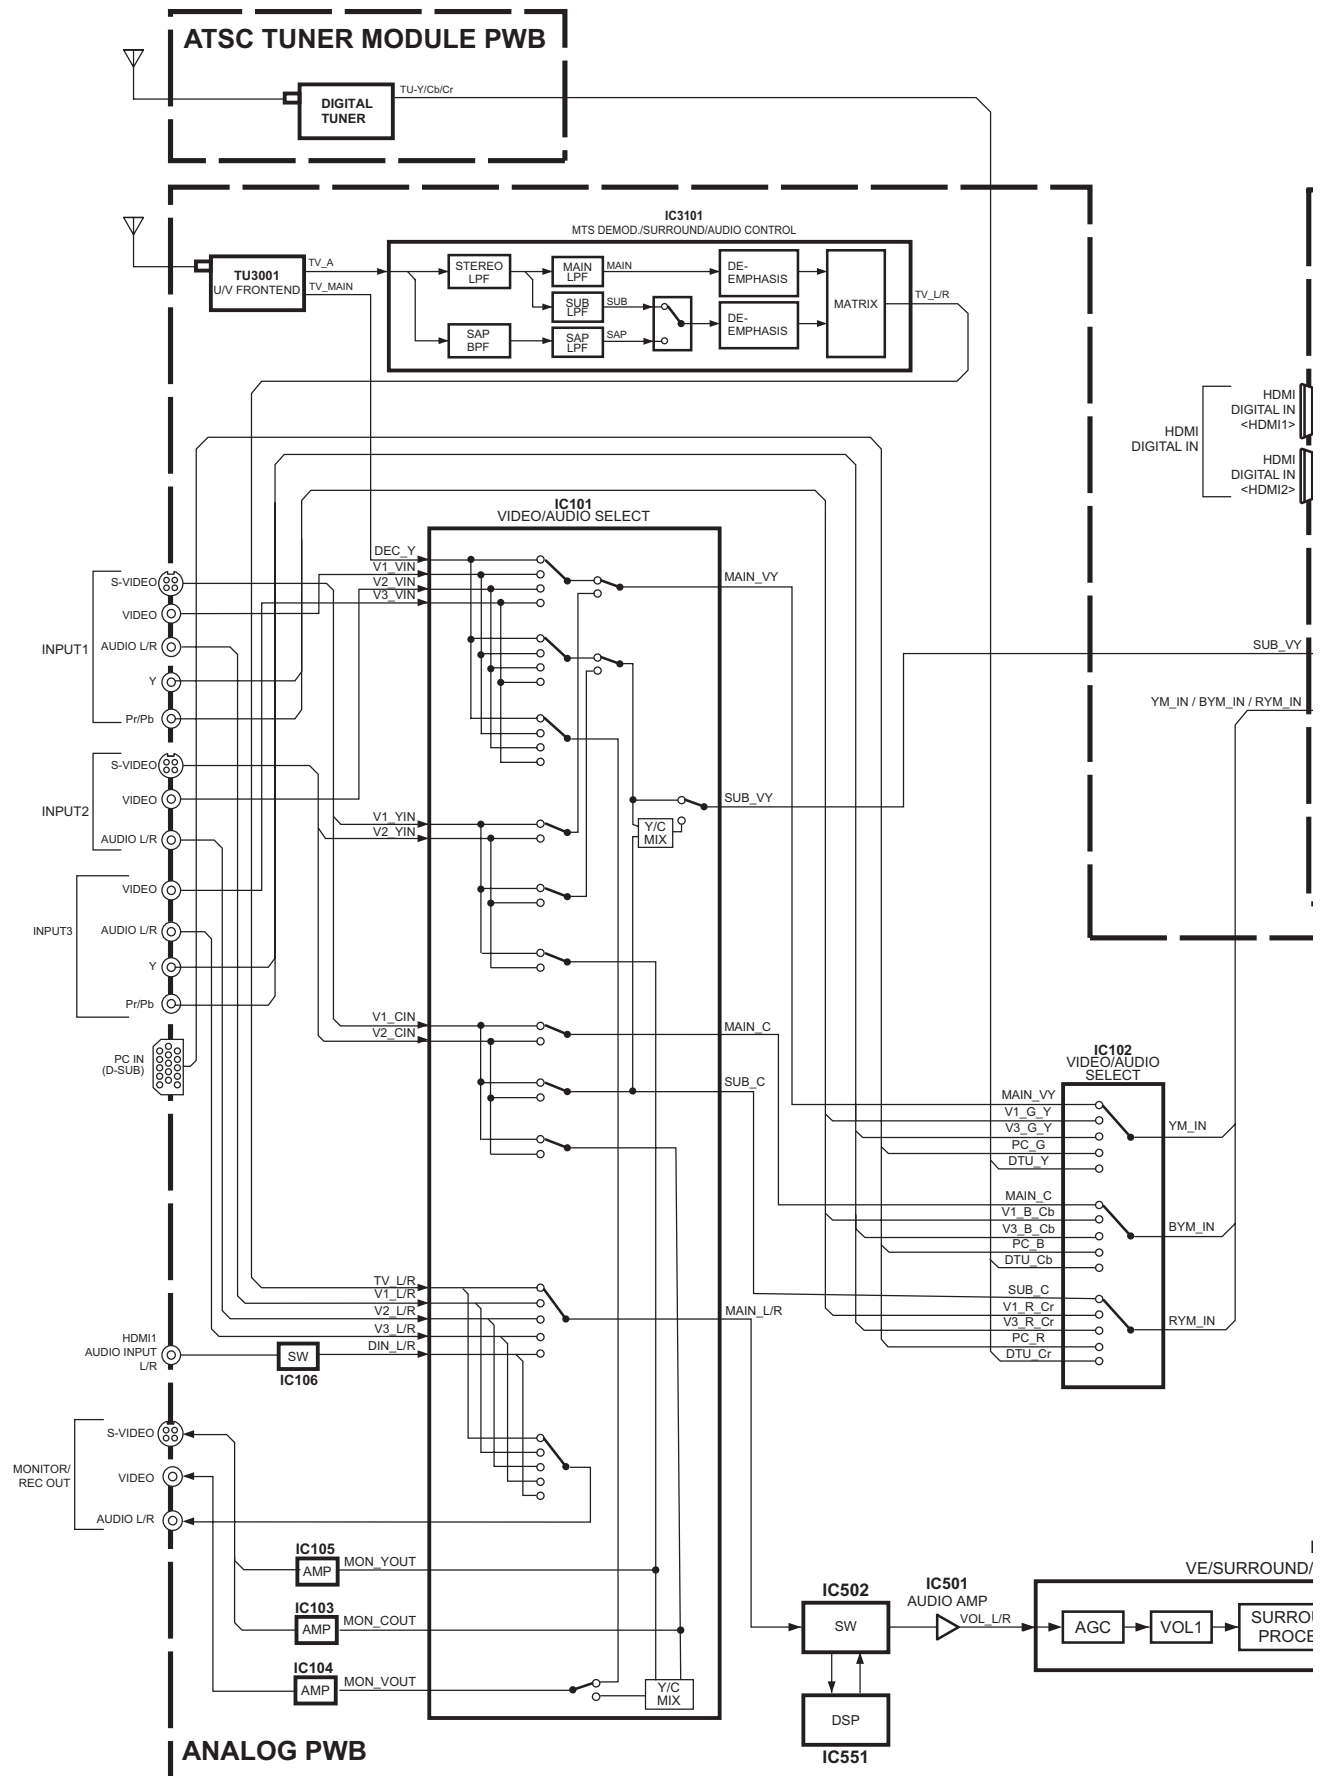 ATSC TUNER MODULE PWB
TU-Y/Cb/Cr
DIGITAL
TUNER
IC3101
MTS DEMOD./SURROUND/AUDIO CONTROL
TU3001
U/V FRONTEND
TV_A
TV_MAIN
STEREO
LPF
MAIN
LPF
MAIN
DE-
EMPHASIS
SUB
LPF
SUB
SAP
BPF
SAP
LPF
SAP
DE-
EMPHASIS
MATRIX
TV_L/R
HDMI
DIGITAL IN
HDMI
DIGITAL IN
<HDMI1>
HDMI
DIGITAL IN
<HDMI2>
IC101
VIDEO/AUDIO SELECT
DEC_Y
V1_VIN
V2_VIN
V3_VIN
MAIN_VY
INPUT1
S-VIDEO
VIDEO
AUDIO L/R
Y
Pr/Pb
SUB_VY
YM_IN / BYM_IN / RYM_IN
INPUT2
S-VIDEO
VIDEO
AUDIO L/R
V1_YIN
V2_YIN
SUB_VY
Y/C
MIX
INPUT3
VIDEO
AUDIO L/R
Y
Pr/Pb
PC IN
(D-SUB)
V1_CIN
V2_CIN
MAIN_C
SUB_C
IC102
VIDEO/AUDIO
SELECT
MAIN_VY
V1_G_Y
V3_G_Y
PC_G
DTU_Y
YM_IN
MAIN_C
V1_B_Cb
V3_B_Cb
PC_B
DTU_Cb
BYM_IN
SUB_C
V1_R_Cr
V3_R_Cr
PC_R
DTU_Cr
RYM_IN
TV_L/R
V1_L/R
V2_L/R
V3_L/R
DIN_L/R
MAIN_L/R
HDMI1
AUDIO INPUT
L/R
SW
IC106
MONITOR/
REC OUT
S-VIDEO
VIDEO
AUDIO L/R
IC105
AMP
MON_YOUT
IC103
AMP
MON_COUT
IC104
AMP
MON_VOUT
Y/C
MIX
IC502
SW
IC501
AUDIO AMP
VOL_L/R
VE/SURROUND/
AGC
VOL1
SURROU
PROCE
DSP
IC551
ANALOG PWB